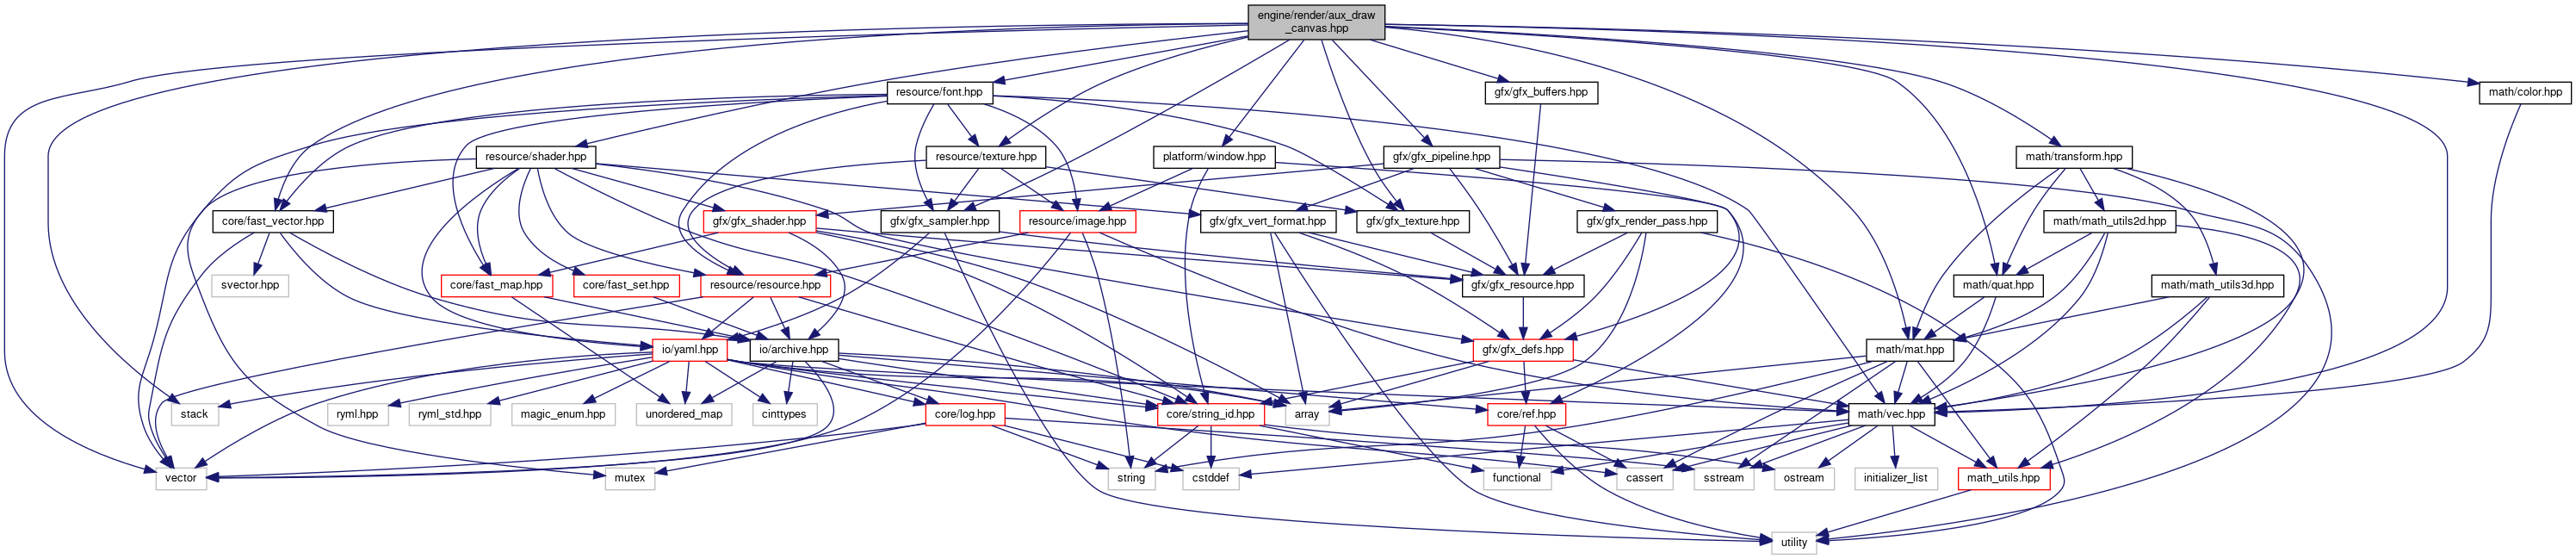 engine/render/aux_draw
_canvas.hpp
resource/font.hpp
gfx/gfx_buffers.hpp
math/color.hpp
resource/shader.hpp
resource/texture.hpp
platform/window.hpp
gfx/gfx_pipeline.hpp
math/transform.hpp
core/fast_vector.hpp
gfx/gfx_shader.hpp
gfx/gfx_sampler.hpp
resource/image.hpp
gfx/gfx_vert_format.hpp
gfx/gfx_texture.hpp
gfx/gfx_render_pass.hpp
math/math_utils2d.hpp
svector.hpp
core/fast_map.hpp
core/fast_set.hpp
resource/resource.hpp
gfx/gfx_resource.hpp
math/quat.hpp
math/math_utils3d.hpp
io/yaml.hpp
io/archive.hpp
gfx/gfx_defs.hpp
math/mat.hpp
stack
ryml.hpp
ryml_std.hpp
magic_enum.hpp
unordered_map
cinttypes
core/log.hpp
core/string_id.hpp
array
core/ref.hpp
math/vec.hpp
vector
mutex
string
cstddef
functional
cassert
sstream
ostream
initializer_list
math_utils.hpp
utility